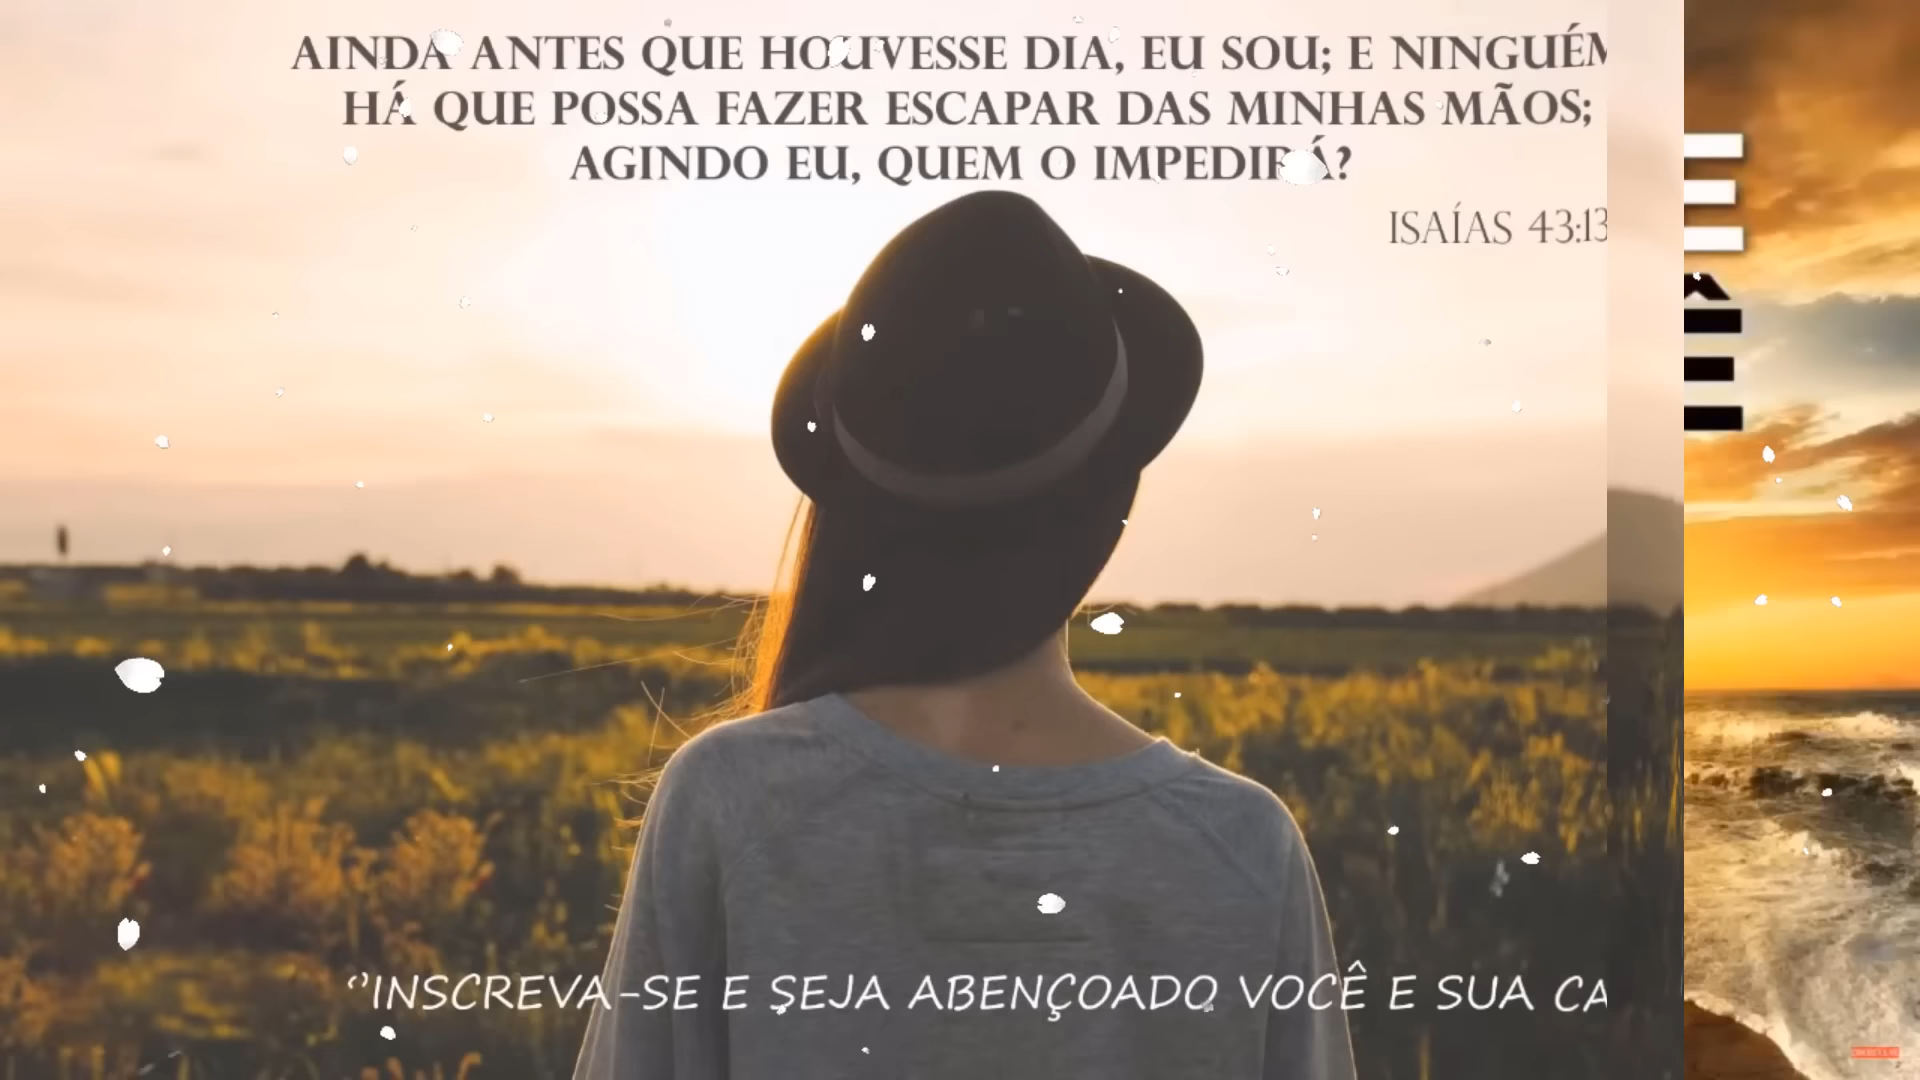 AINDA ANTES QUE HOUVESSE DIA, EU SOU; E NINGUÉM
HÁ QUE POSSA FAZER ESCAPAR DAS MINHAS MÃOS;
AGINDO EU, QUEM O IMPEDIRÁ?
ISAÍAS 43:13
E
Ê
‘’INSCREVA-SE E SEJA ABENÇOADO VOCÊ E SUA CA